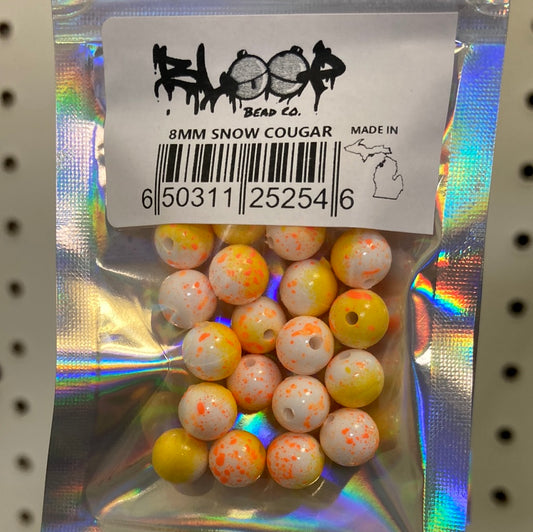 BLOOP
BEAD CO.
8MM SNOW COUGAR
MADE IN
6 50311 25254 6